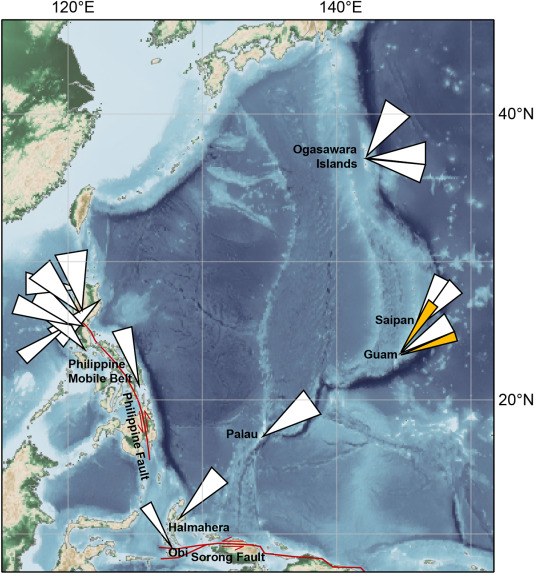 120°E
140°E
40°N
Ogasawara
Islands
Saipan
Guam
Philippine
Mobile Belt
20°N
Philippine Fault
Palau
Halmahera
Obi
Sorong Fault